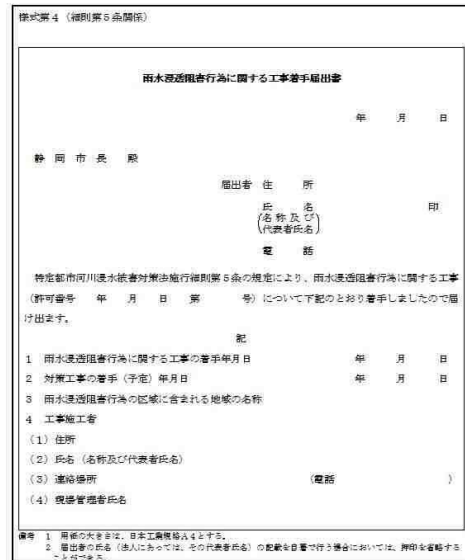 様式第4（細則第5条関係）
雨水浸透阻害行為に関する工事着手届出書
年　月　日
静岡市長　殿
届出者　住　所
氏　名　印
（名称及び
代表者氏名）
電　話
特定都市河川浸水被害対策法施行細則第5条の規定により、雨水浸透阻害行為に関する工事
（許可番号　年　月　日　第　号）について下記のとおり着手しましたので届
け出ます。
記
1　雨水浸透阻害行為に関する工事の着手年月日　年　月　日
2　対策工事の着手（予定）年月日　年　月　日
3　雨水浸透阻害行為の区域に含まれる地域の名称
4　工事施工者
（1）住所
（2）氏名（名称及び代表者氏名）
（3）連絡場所　（電話　）
（4）現場管理者氏名
備考　1　用紙の大きさは、日本工業規格A4とする。
2　届出者の氏名（法人にあっては、その代表者氏名）の記載を自署で行う場合においては、押印を省略する
ことができる。